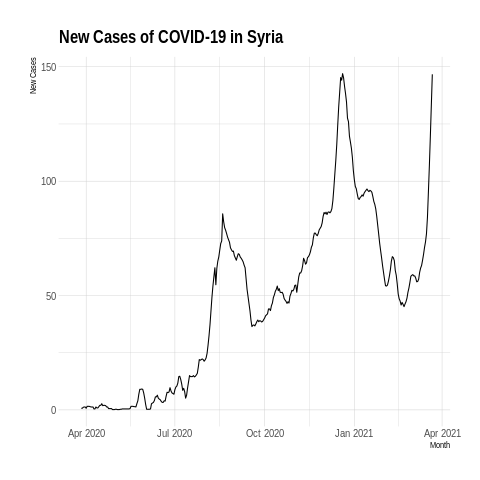 New Cases of COVID-19 in Syria
New Cases
150
100
50
0
Apr 2020
Jul 2020
Oct 2020
Jan 2021
Apr 2021
Month